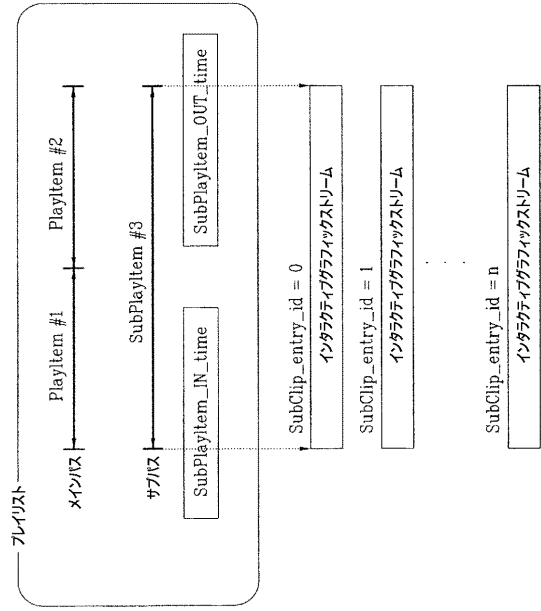 プレイリスト
メインパス
PlayItem #1
PlayItem #2
サブパス
SubPlayItem #3
SubPlayItem_IN_time
SubPlayItem_OUT_time
SubClip_entry_id = 0
インタラクティブグラフィックストリーム
SubClip_entry_id = 1
インタラクティブグラフィックストリーム
· · · ·
SubClip_entry_id = n
インタラクティブグラフィックストリーム